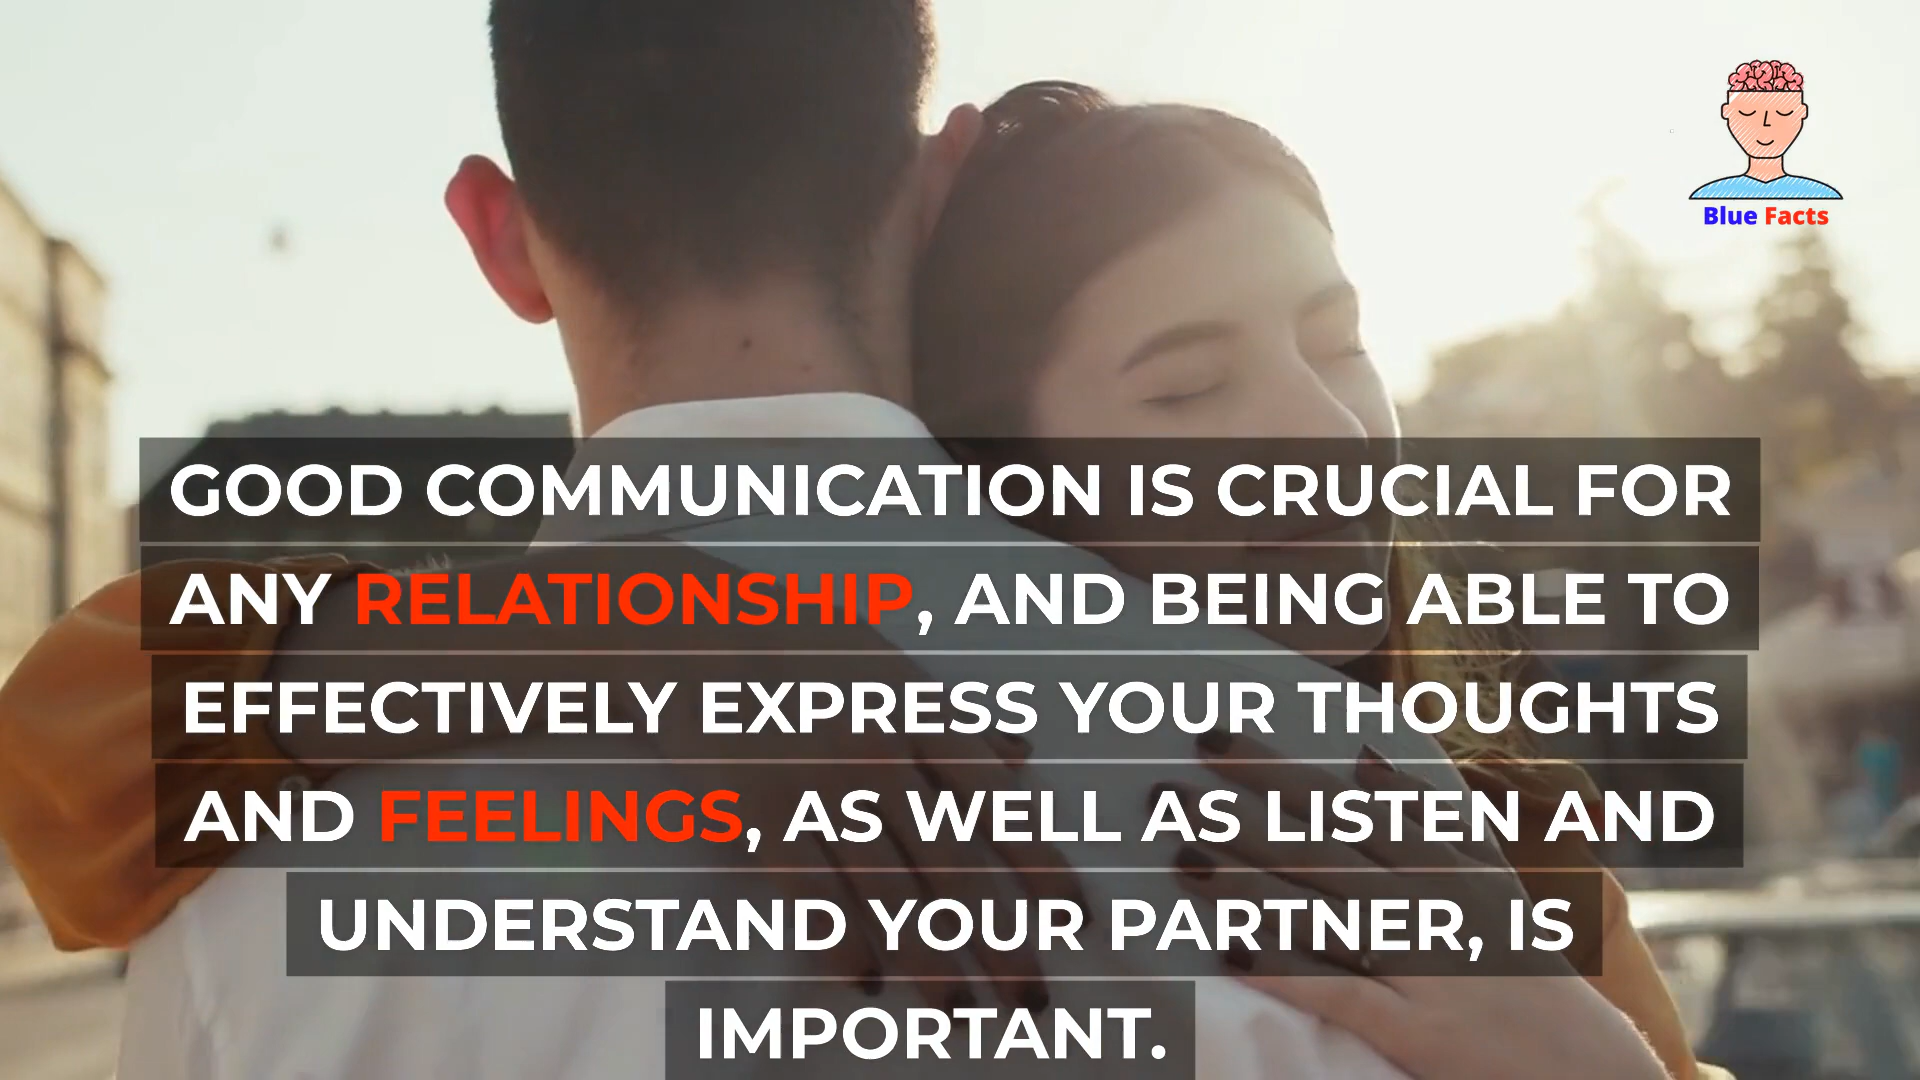 Blue Facts
GOOD COMMUNICATION IS CRUCIAL FOR
ANY RELATIONSHIP, AND BEING ABLE TO
EFFECTIVELY EXPRESS YOUR THOUGHTS
AND FEELINGS, AS WELL AS LISTEN AND
UNDERSTAND YOUR PARTNER, IS
IMPORTANT.